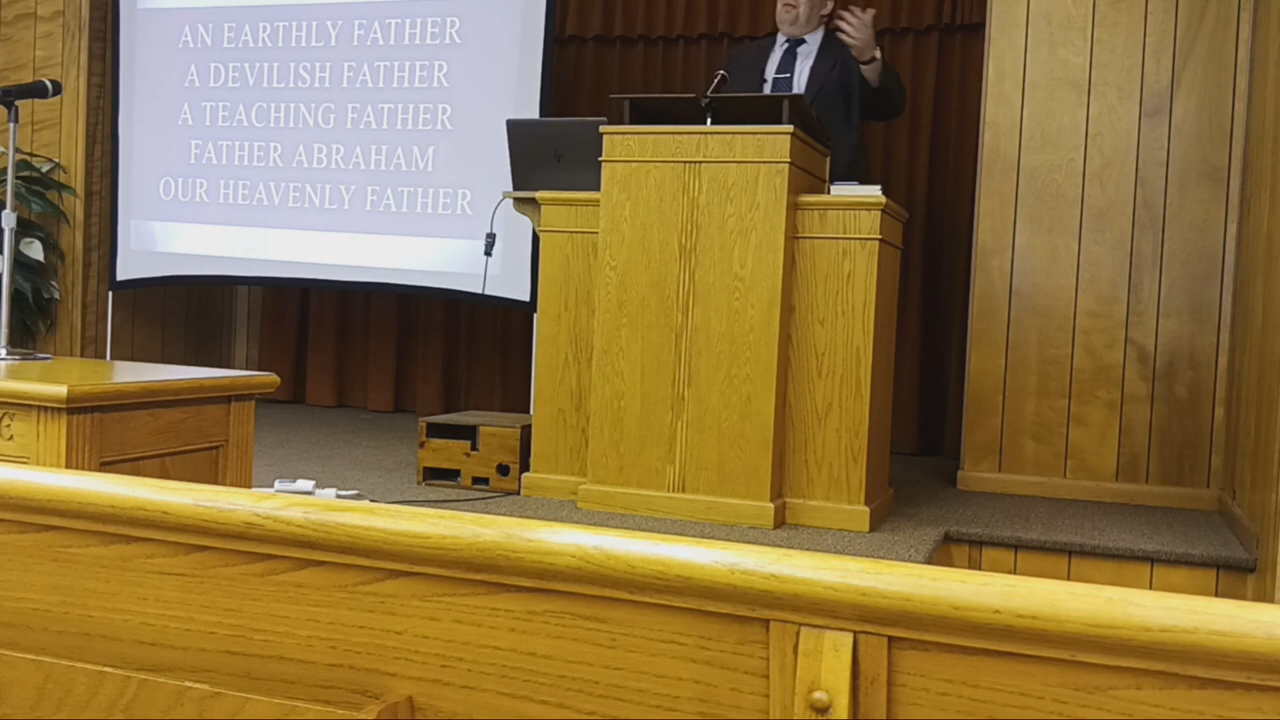 AN EARTHLY FATHER
A DEVILISH FATHER
A TEACHING FATHER
FATHER ABRAHAM
OUR HEAVENLY FATHER